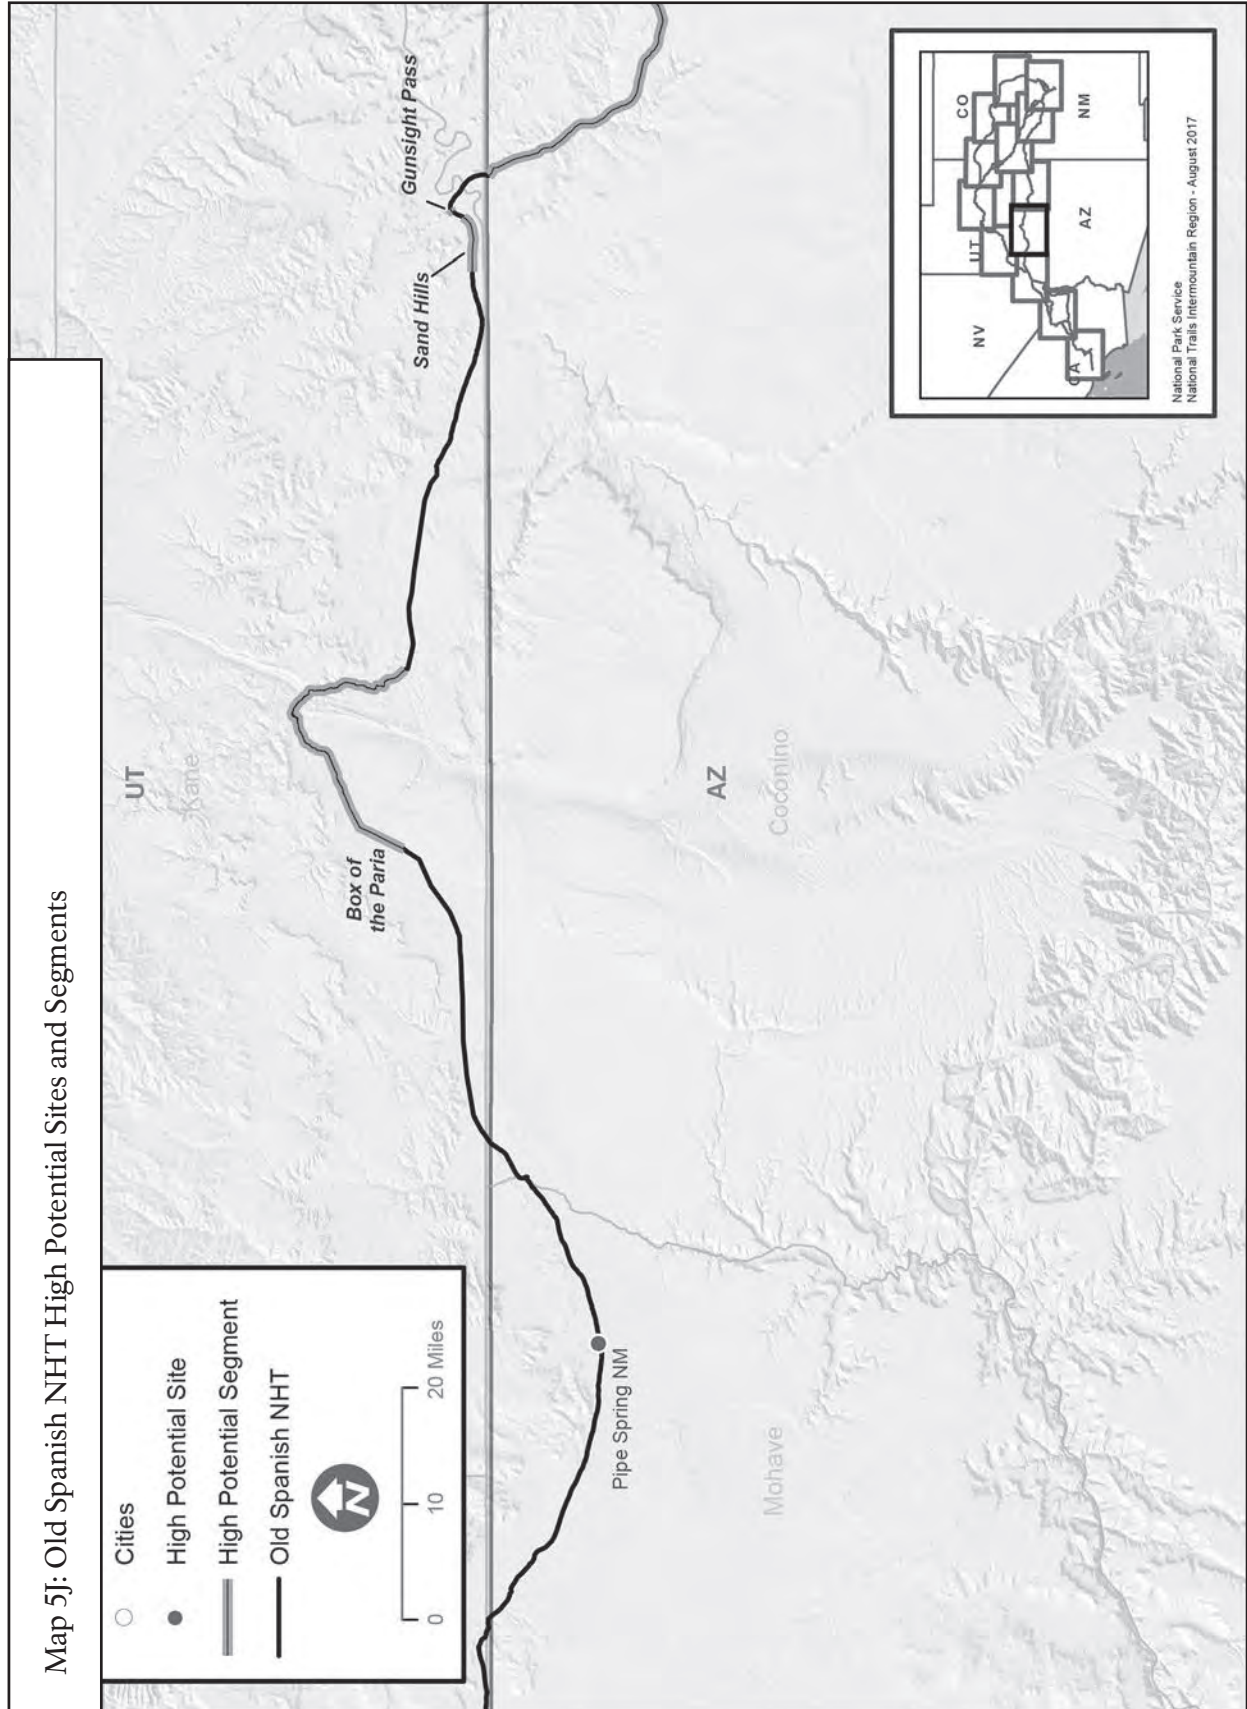 Map 5J: Old Spanish NHT High Potential Sites and Segments
Cities
High Potential Site
High Potential Segment
Old Spanish NHT
N
0 10 20 Miles
UT
Kane
Box of
the Paria
Sand Hills
Gunsight Pass
Pipe Spring NM
AZ
Coconino
Mohave
NV
UT
CO
CA
AZ
NM
National Park Service
National Trails Intermountain Region - August 2017